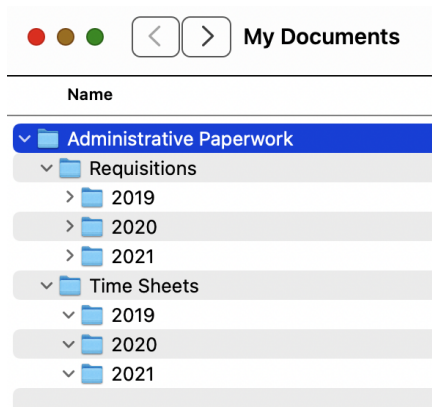 My Documents
Name
Administrative Paperwork
Requisitions
2019
2020
2021
Time Sheets
2019
2020
2021